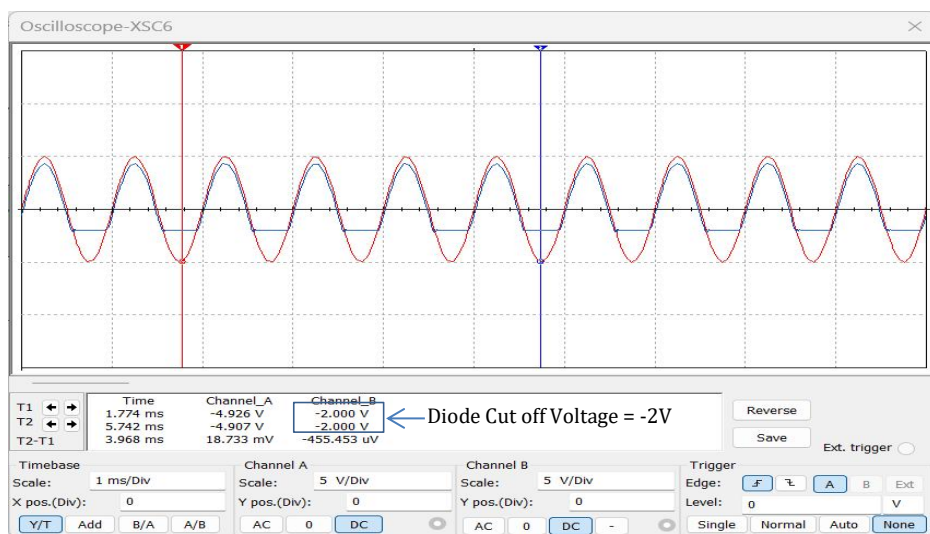 Oscilloscope-XSC6
Time Channel_A Channel_B
T1 1.774 ms -4.926 V -2.000 V
T2 5.742 ms -4.907 V -2.000 V
T2-T1 3.968 ms 18.733 mV -455.453 uV
Diode Cut off Voltage = -2V
Reverse
Save
Ext. trigger
Timebase Channel A Channel B Trigger
Scale: 1 ms/Div Scale: 5 V/Div Scale: 5 V/Div Edge: A B Ext
X pos.(Div): 0 Y pos.(Div): 0 Y pos.(Div): 0 Level: 0 V
Y/T Add B/A A/B AC 0 DC AC 0 DC - Single Normal Auto None